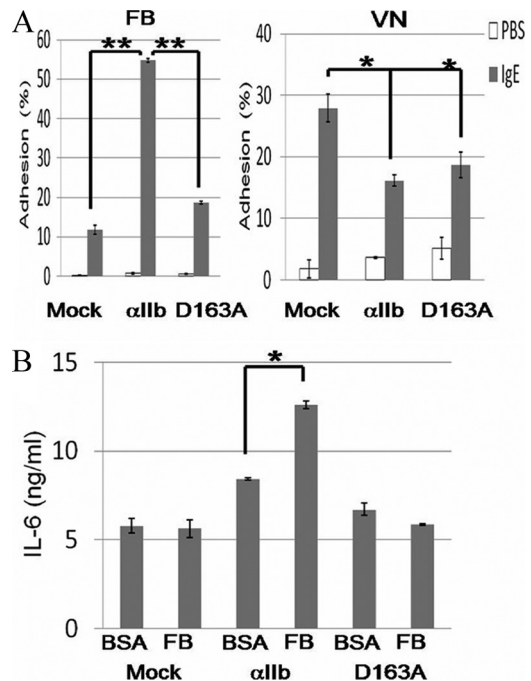 A
FB
VN
PBS
IgE
Adhesion (%)
60
50
40
30
20
10
0
** **
Mock αIIb D163A
Adhesion (%)
40
30
20
10
0
* *
Mock αIIb D163A
B
IL-6 (ng/ml)
15
10
5
0
*
BSA FB BSA FB BSA FB
Mock αIIb D163A